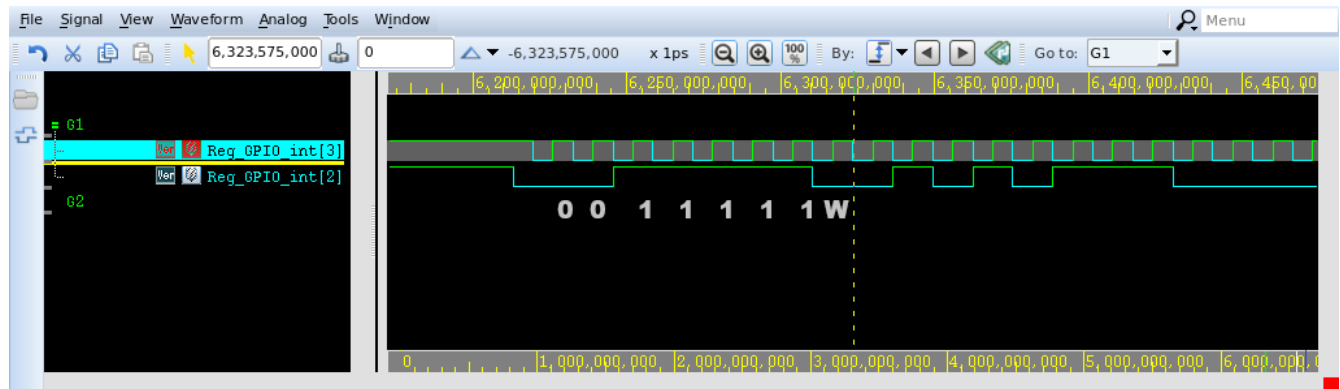 File Signal View Waveform Analog Tools Window Menu
6,323,575,000 0 -6,323,575,000 x 1ps 100 % By: Go to: G1
6,200,000,000 6,250,000,000 6,300,000,000 6,350,000,000 6,400,000,000 6,450,00
= G1
... Ver Reg_GPIO_int[3]
... Ver Reg_GPIO_int[2]
G2
0 0 1 1 1 1 1 W
0 1,000,000,000 2,000,000,000 3,000,000,000 4,000,000,000 5,000,000,000 6,000,000,